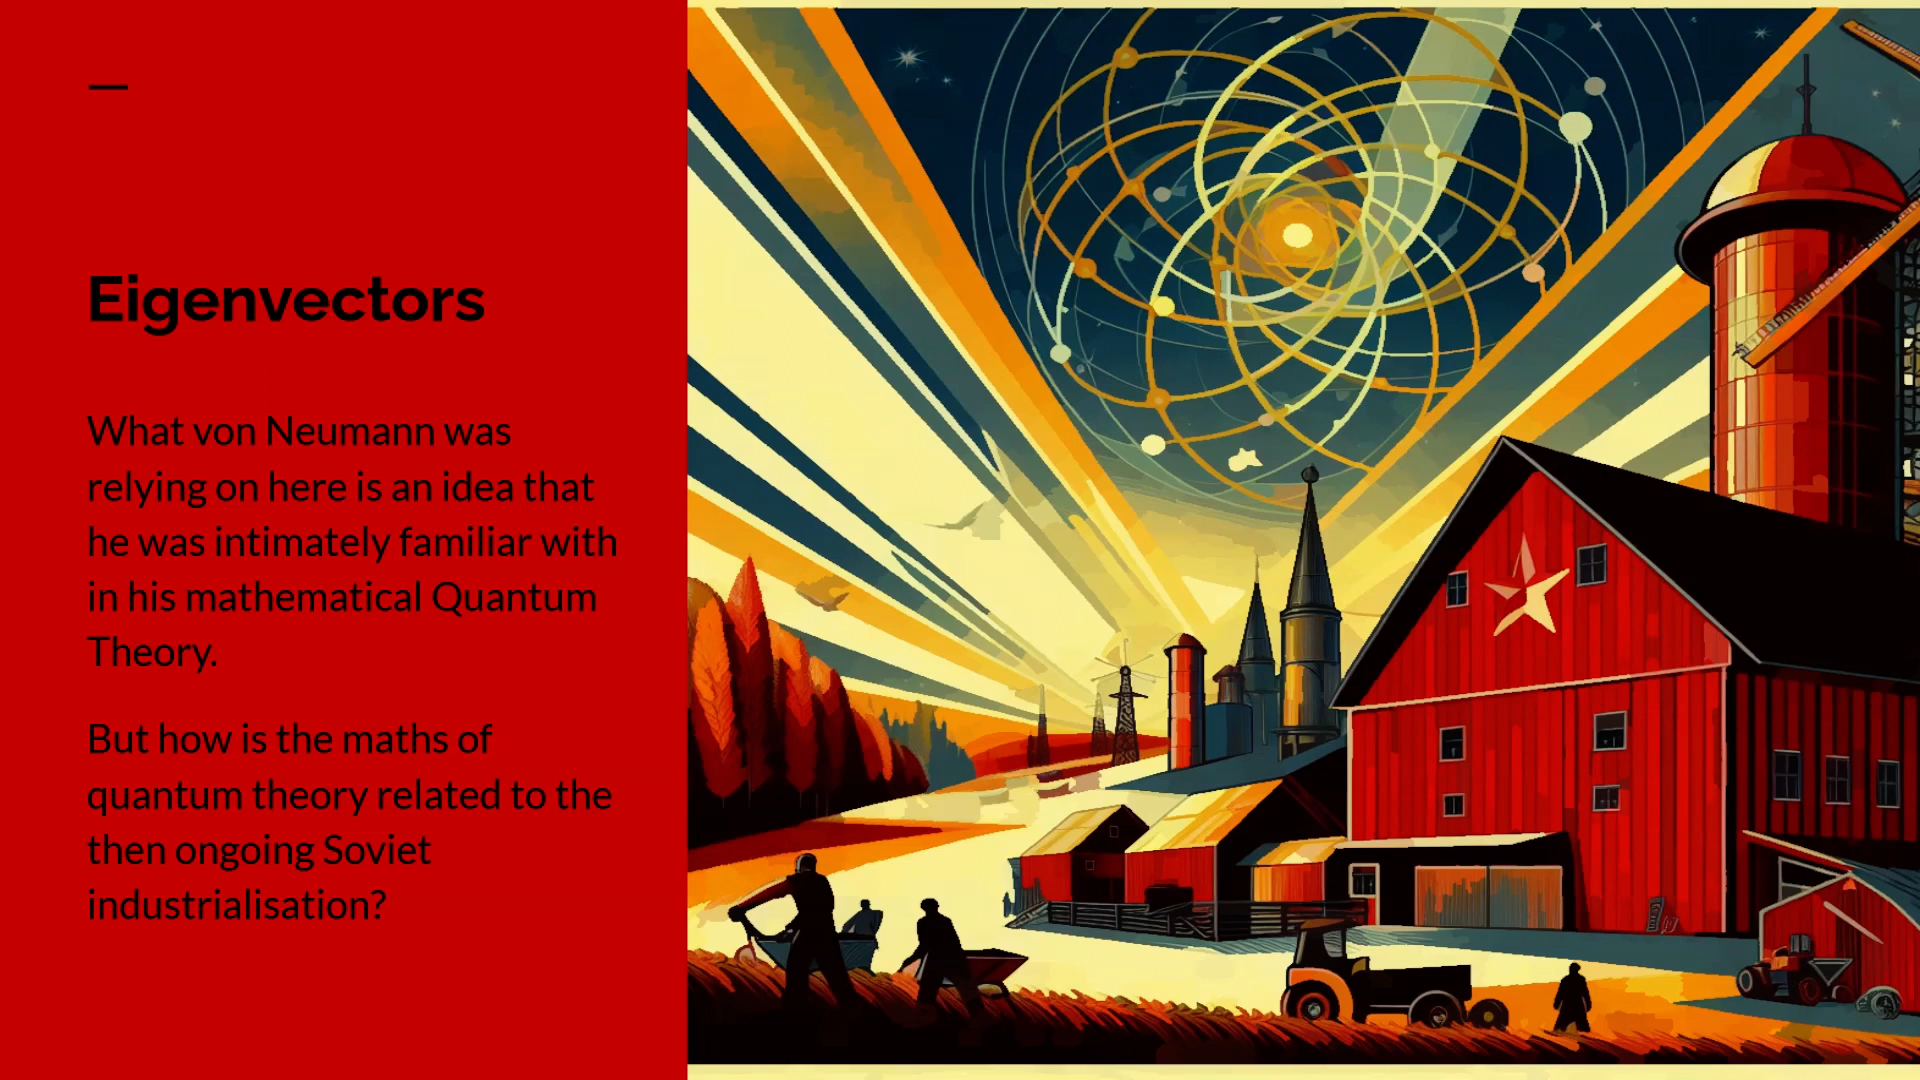 Eigenvectors
What von Neumann was
relying on here is an idea that
he was intimately familiar with
in his mathematical Quantum
Theory.
But how is the maths of
quantum theory related to the
then ongoing Soviet
industrialisation?